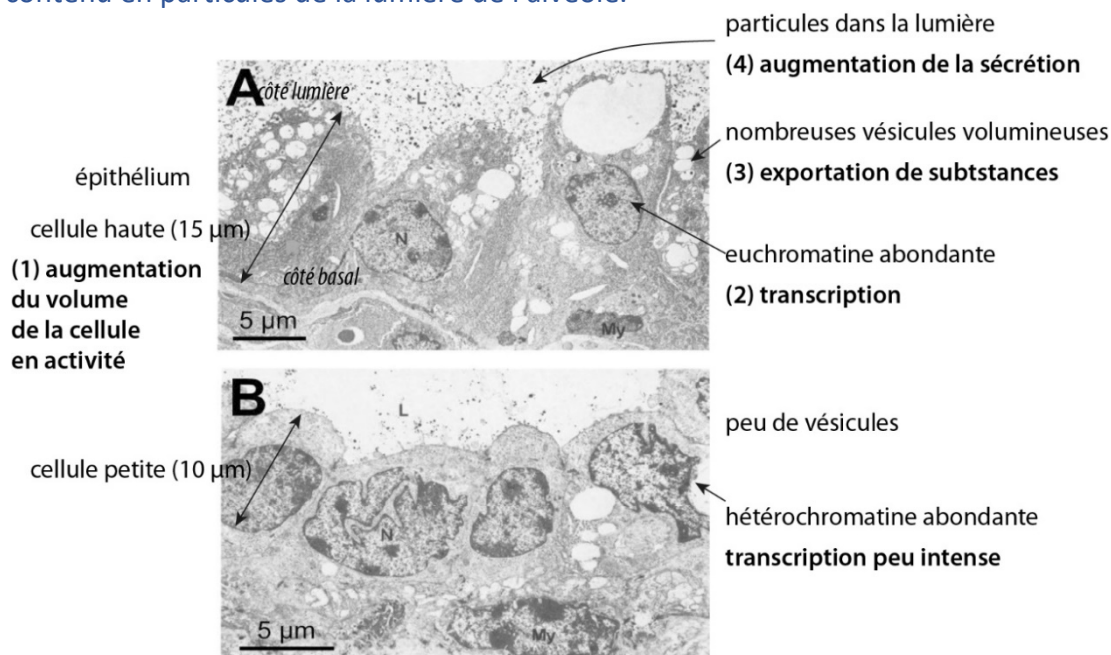 contenu en particules de la lumière de l'alvéole.
particules dans la lumière
(4) augmentation de la sécrétion
A
côté lumière
L
nombreuses vésicules volumineuses
(3) exportation de subtstances
épithélium
cellule haute (15 µm)
(1) augmentation
du volume
de la cellule
en activité
N
côté basal
euchromatine abondante
(2) transcription
5 µm
My
B
L
peu de vésicules
cellule petite (10 µm)
N
hétérochromatine abondante
transcription peu intense
5 µm
My